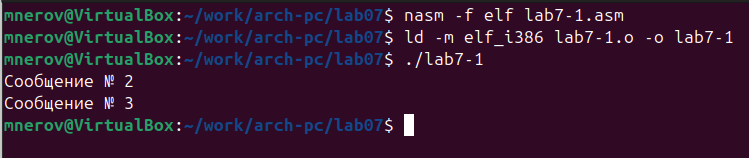 mnerov@VirtualBox:~/work/arch-pc/lab07$ nasm -f elf lab7-1.asm
mnerov@VirtualBox:~/work/arch-pc/lab07$ ld -m elf_i386 lab7-1.o -o lab7-1
mnerov@VirtualBox:~/work/arch-pc/lab07$ ./lab7-1
Сообщение № 2
Сообщение № 3
mnerov@VirtualBox:~/work/arch-pc/lab07$